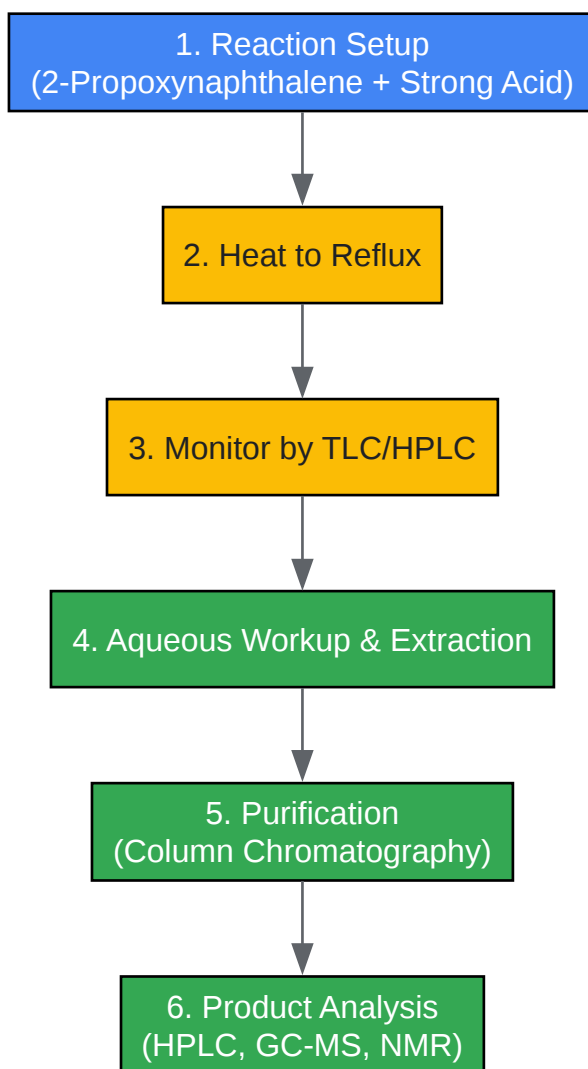 1. Reaction Setup
(2-Propoxynaphthalene + Strong Acid)
2. Heat to Reflux
3. Monitor by TLC/HPLC
4. Aqueous Workup & Extraction
5. Purification
(Column Chromatography)
6. Product Analysis
(HPLC, GC-MS, NMR)